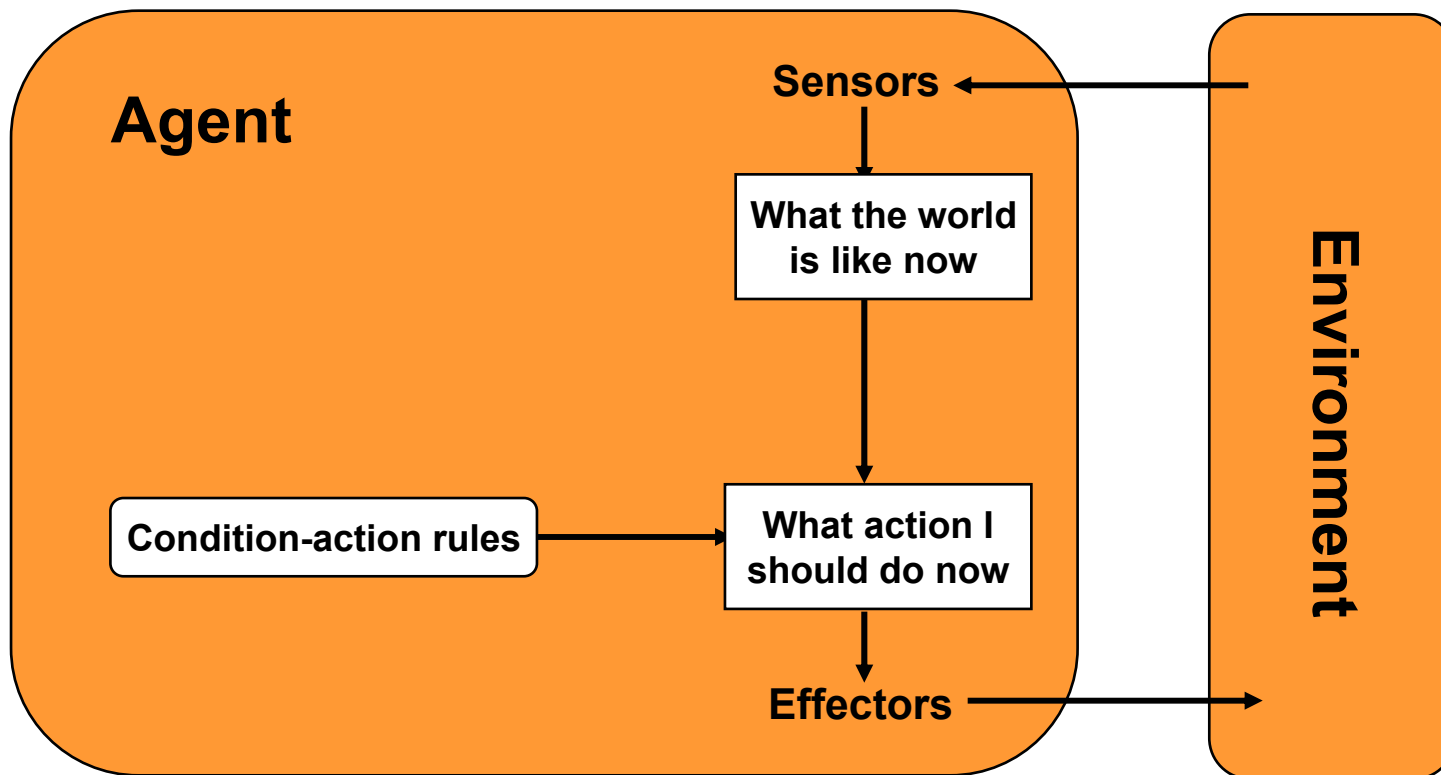 Agent
Sensors
What the world
is like now
Condition-action rules
What action I
should do now
Effectors
Environment